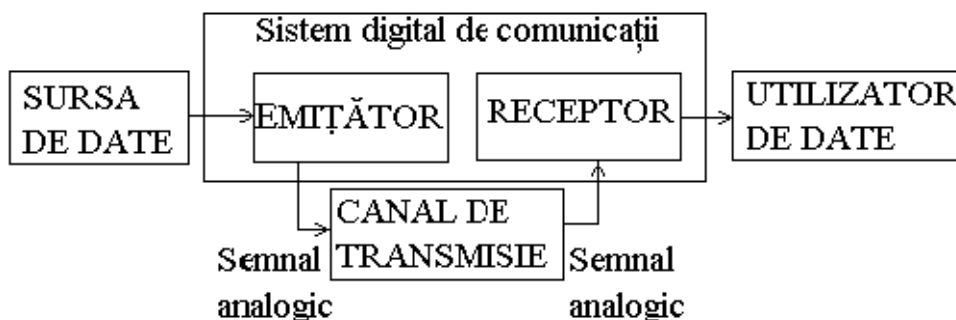 Sistem digital de comunicații
SURSA
DE DATE
EMIȚĂTOR
RECEPTOR
UTILIZATOR
DE DATE
CANAL DE
TRANSMISIE
Semnal
analogic
Semnal
analogic